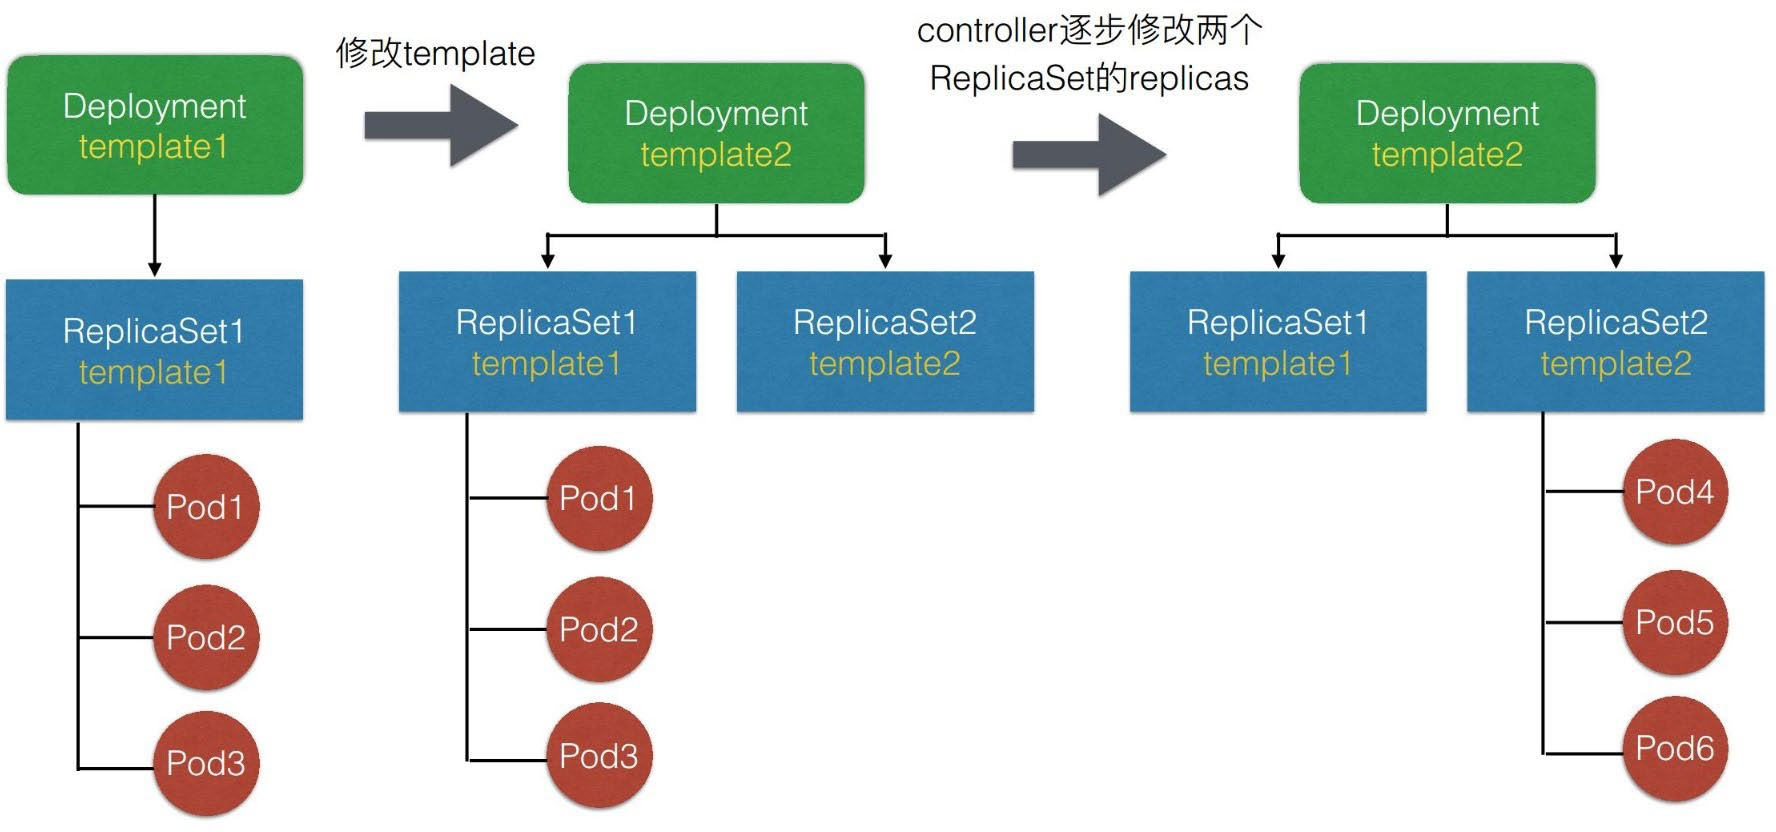 Deployment
template1
ReplicaSet1
template1
Pod1
Pod2
Pod3
修改template
Deployment
template2
ReplicaSet1
template1
ReplicaSet2
template2
Pod1
Pod2
Pod3
controller逐步修改两个
ReplicaSet的replicas
Deployment
template2
ReplicaSet1
template1
ReplicaSet2
template2
Pod4
Pod5
Pod6